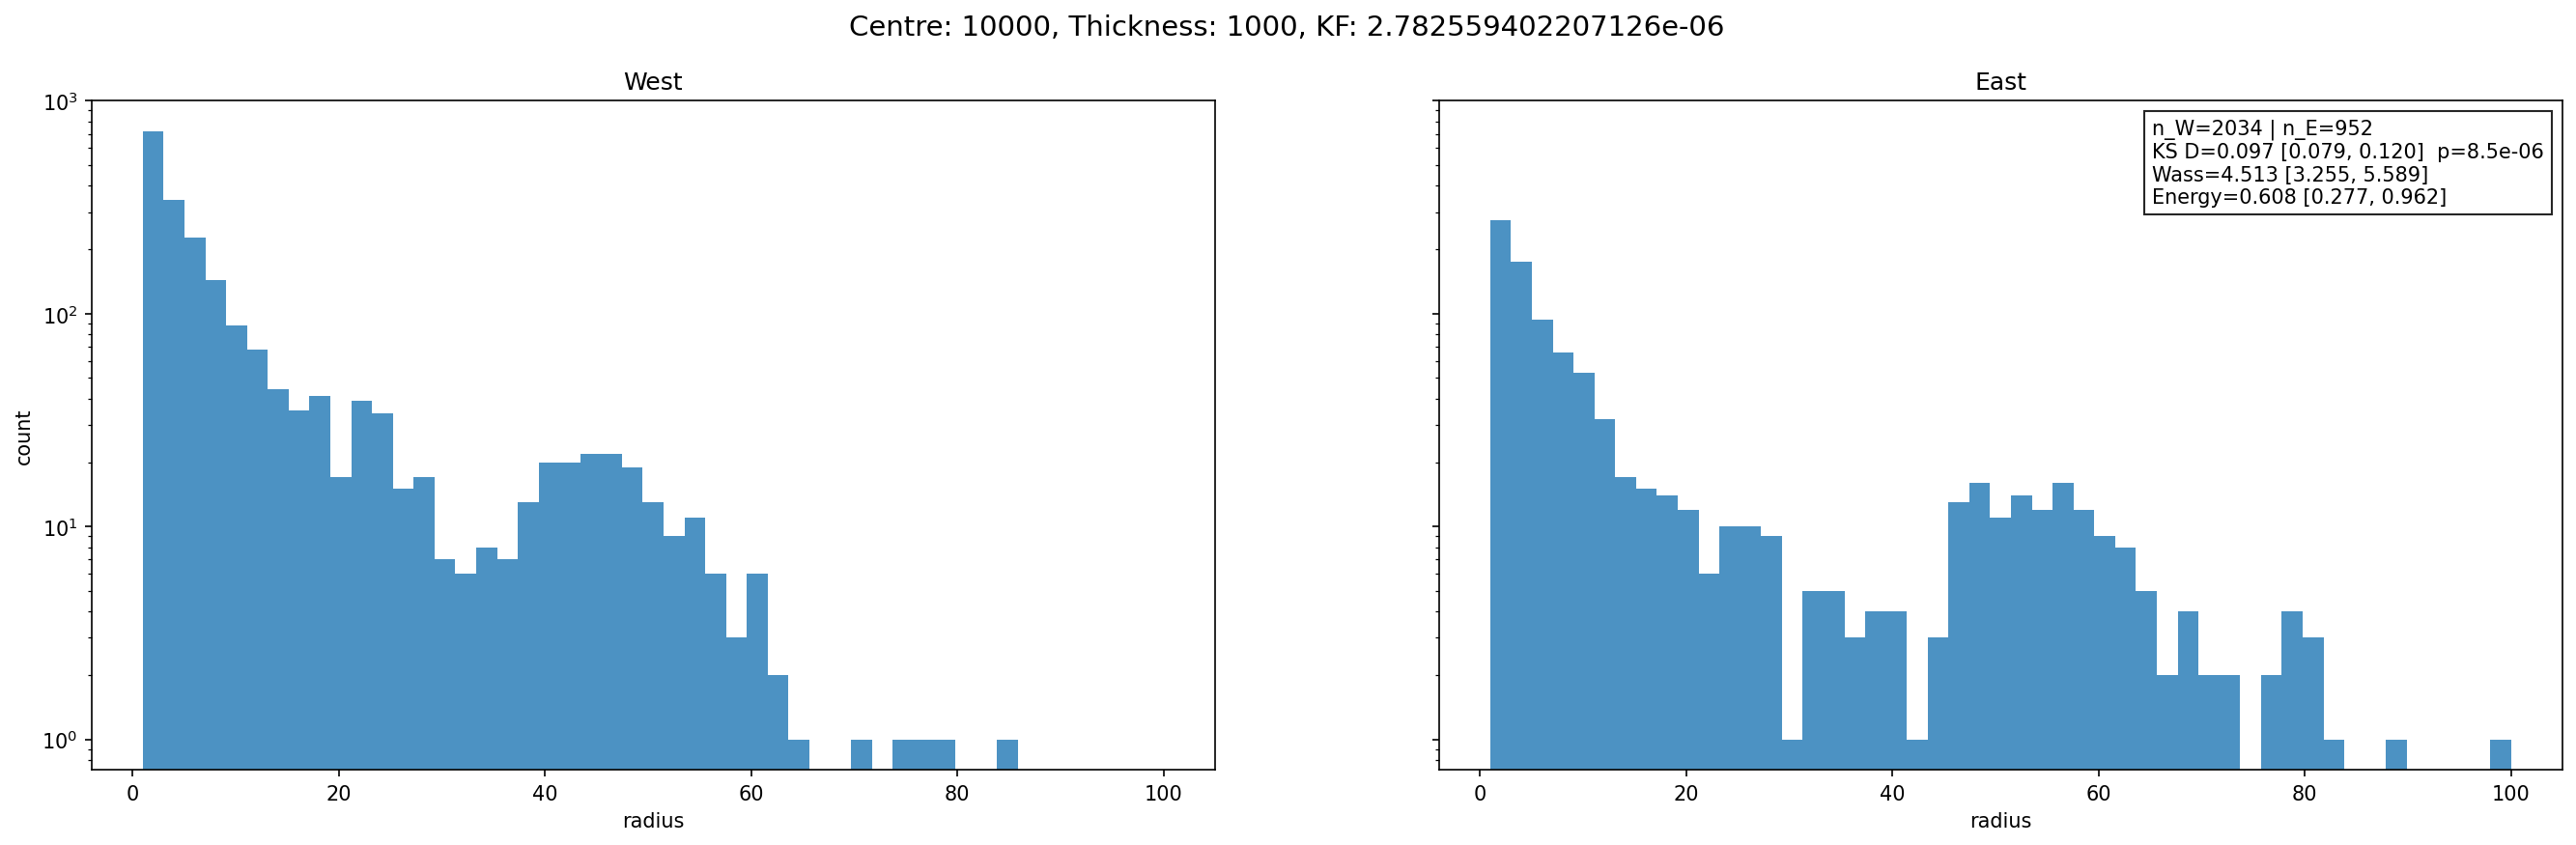 Centre: 10000, Thickness: 1000, KF: 2.782559402207126e-06
West
10³
10²
10¹
10⁰
count
0 20 40 60 80 100
radius
East
n_W=2034 | n_E=952
KS D=0.097 [0.079, 0.120]  p=8.5e-06
Wass=4.513 [3.255, 5.589]
Energy=0.608 [0.277, 0.962]
0 20 40 60 80 100
radius